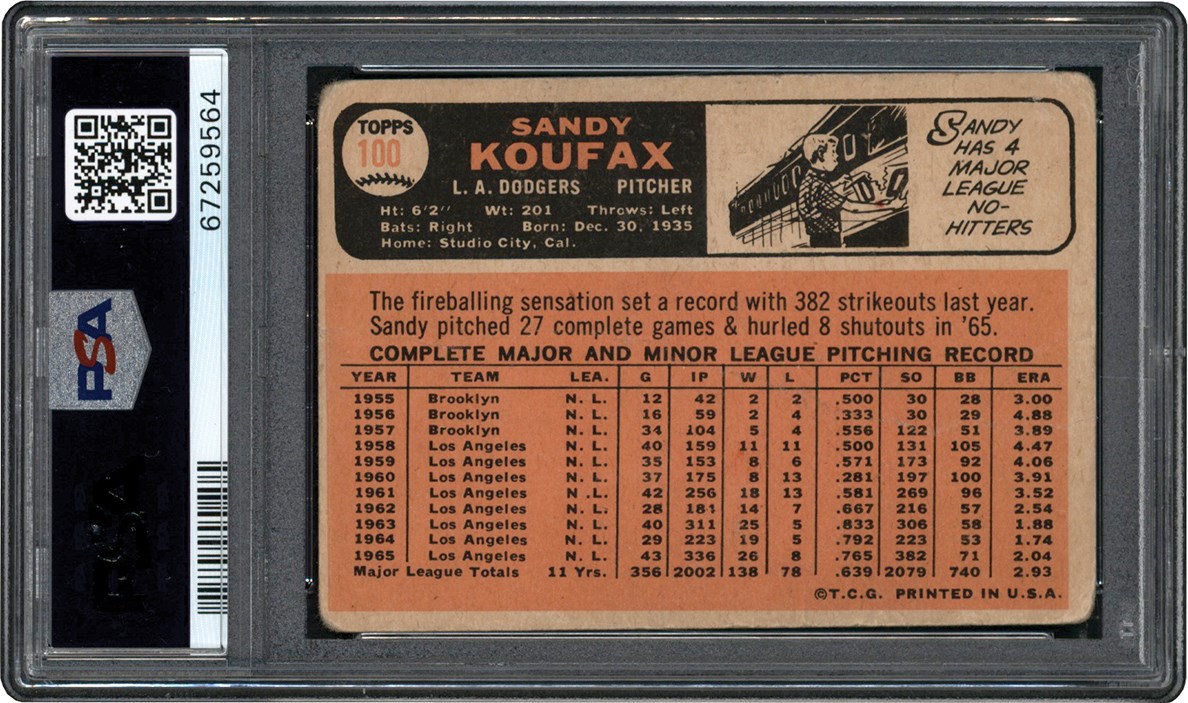 67259564
PSA
TOPPS
100
SANDY
KOUFAX
L. A. DODGERS PITCHER
Ht: 6'2" Wt: 201 Throws: Left
Bats: Right Born: Dec. 30, 1935
Home: Studio City, Cal.
SANDY
HAS 4
MAJOR
LEAGUE
NO-
HITTERS
The fireballing sensation set a record with 382 strikeouts last year.
Sandy pitched 27 complete games & hurled 8 shutouts in '65.
COMPLETE MAJOR AND MINOR LEAGUE PITCHING RECORD
YEAR TEAM LEA. G IP W L PCT SO BB ERA
1955 Brooklyn N. L. 12 42 2 2 .500 30 28 3.00
1956 Brooklyn N. L. 16 59 2 4 .333 30 29 4.88
1957 Brooklyn N. L. 34 104 5 4 .556 122 51 3.89
1958 Los Angeles N. L. 40 159 11 11 .500 131 105 4.47
1959 Los Angeles N. L. 35 153 8 6 .571 173 92 4.06
1960 Los Angeles N. L. 37 175 8 13 .281 197 100 3.91
1961 Los Angeles N. L. 42 256 18 13 .581 269 96 3.52
1962 Los Angeles N. L. 28 181 14 7 .667 216 57 2.54
1963 Los Angeles N. L. 40 311 25 5 .833 306 58 1.88
1964 Los Angeles N. L. 29 223 19 5 .792 223 53 1.74
1965 Los Angeles N. L. 43 336 26 8 .765 382 71 2.04
Major League Totals 11 Yrs. 356 2002 138 78 .639 2079 740 2.93
©T.C.G. PRINTED IN U.S.A.
PSA